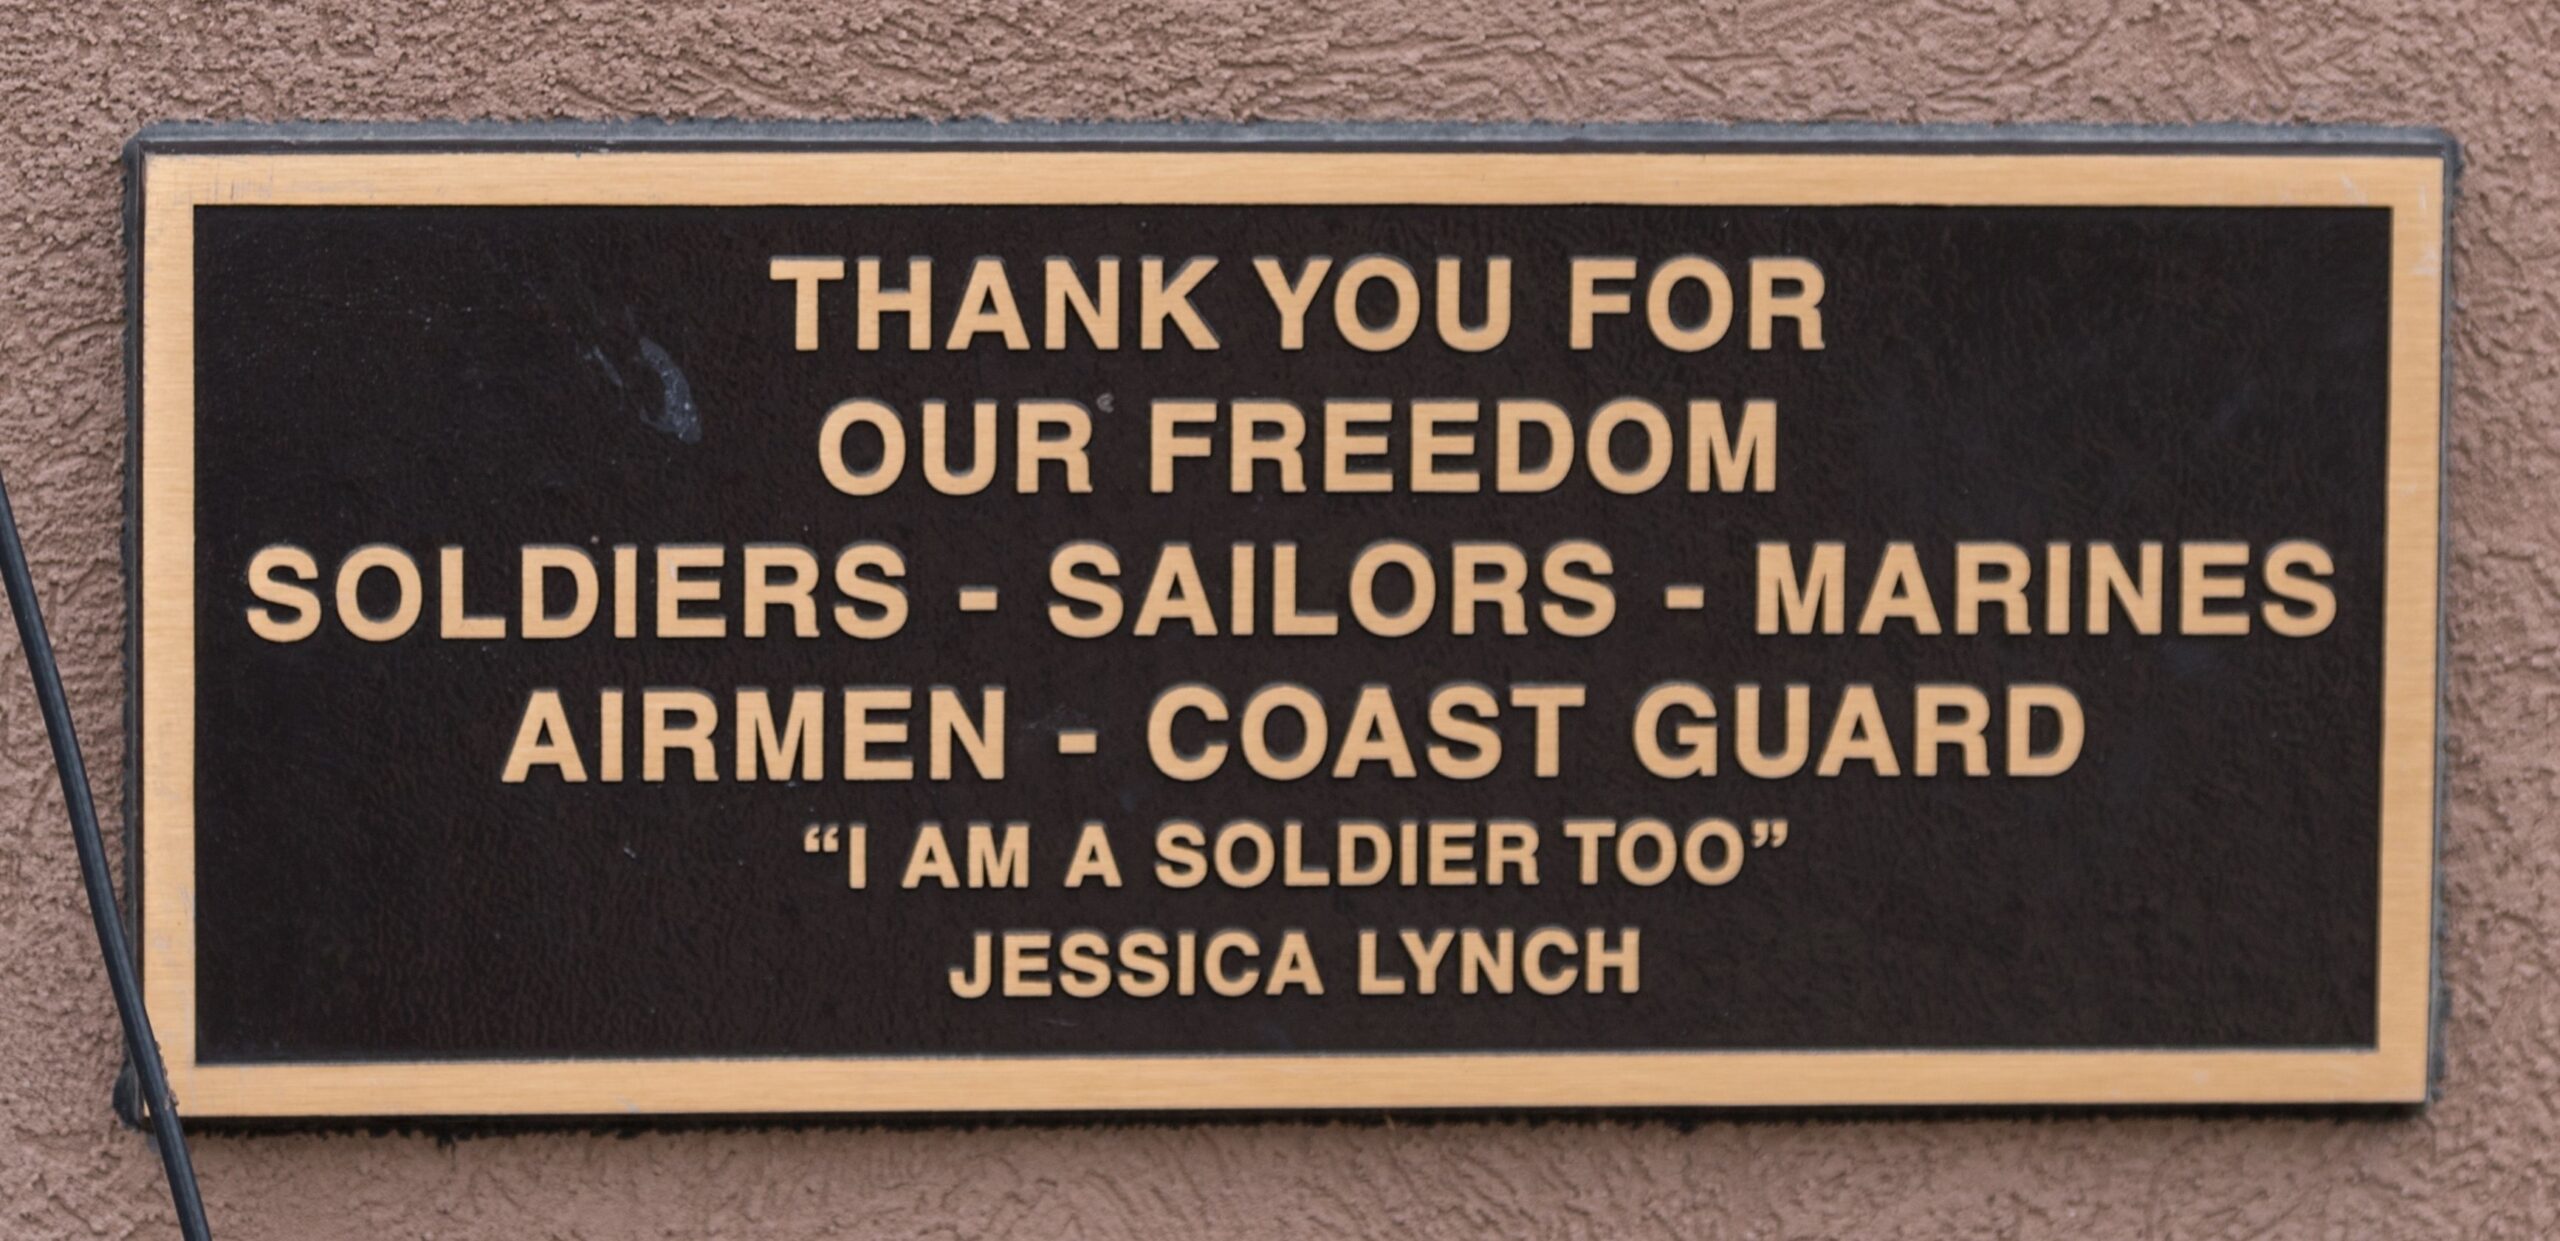 THANK YOU FOR
OUR FREEDOM
SOLDIERS - SAILORS - MARINES
AIRMEN - COAST GUARD
“I AM A SOLDIER TOO”
JESSICA LYNCH